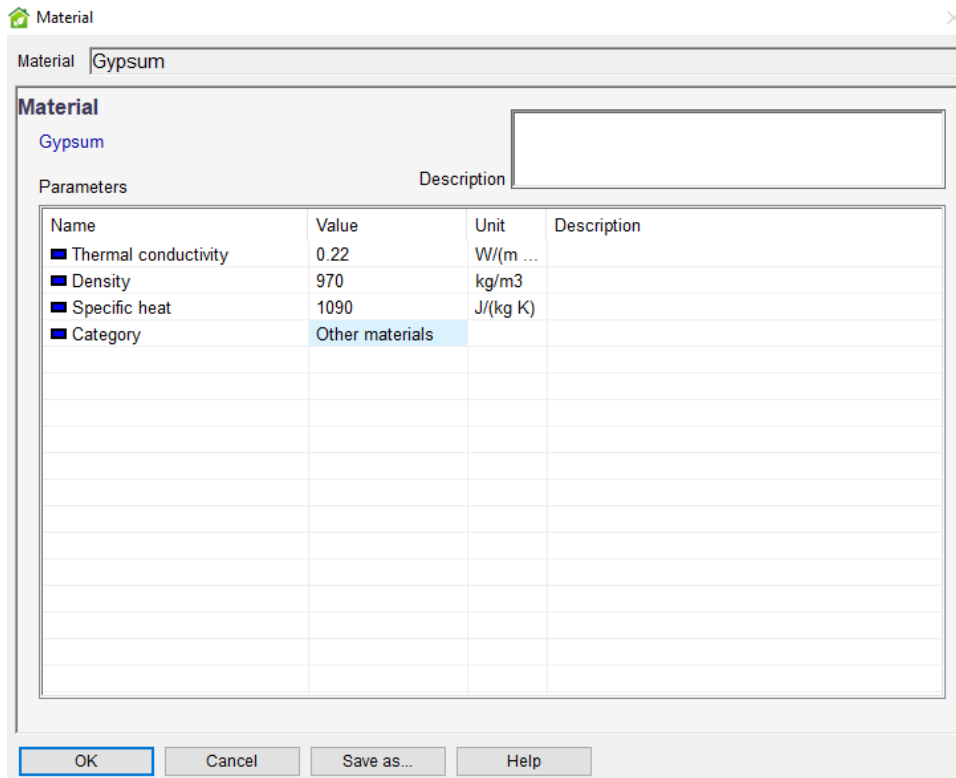 Material
Material Gypsum
Material
Gypsum
Description
Parameters
Name Value Unit Description
Thermal conductivity 0.22 W/(m ...
Density 970 kg/m3
Specific heat 1090 J/(kg K)
Category Other materials
OK Cancel Save as... Help